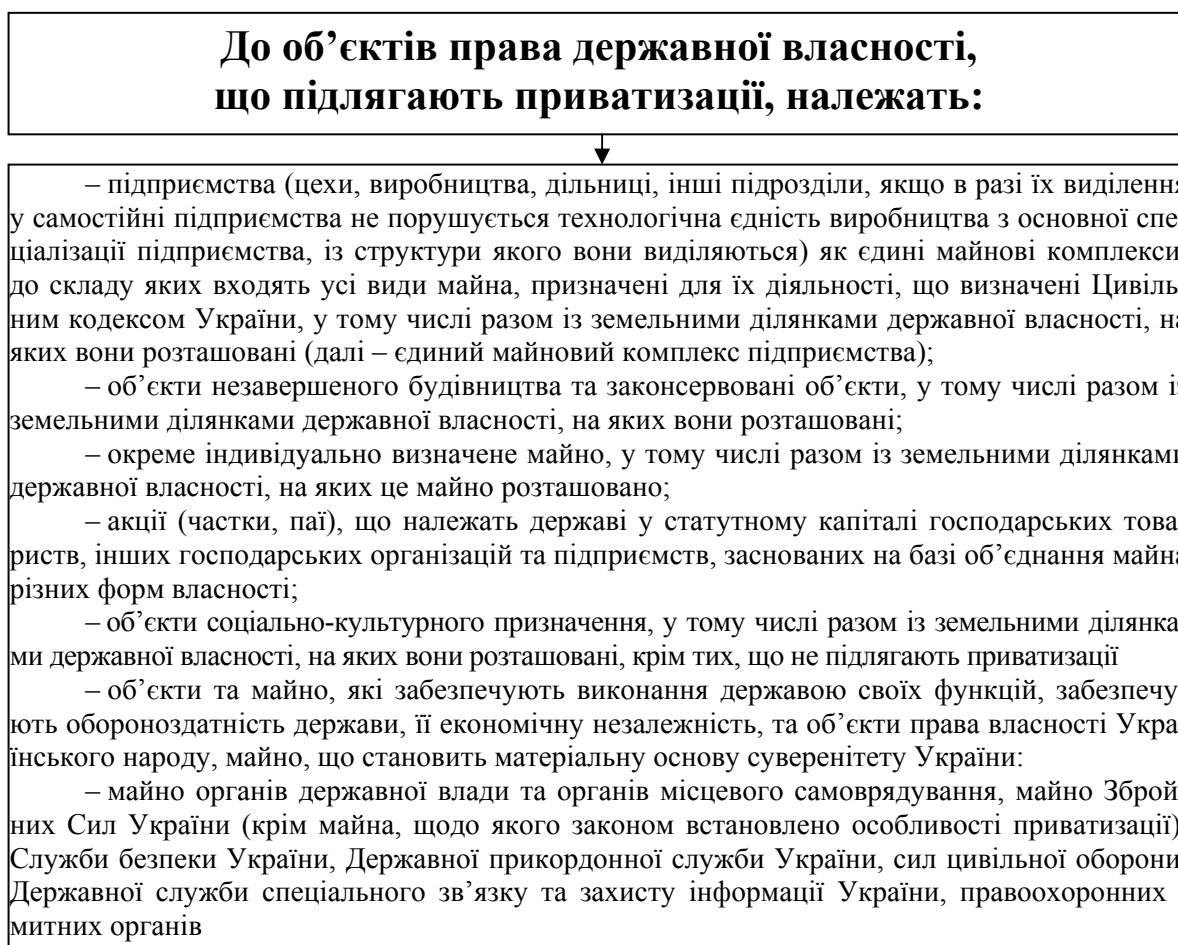 До об’єктів права державної власності,
що підлягають приватизації, належать:
– підприємства (цехи, виробництва, дільниці, інші підрозділи, якщо в разі їх виділення
у самостійні підприємства не порушується технологічна єдність виробництва з основної спе
ціалізації підприємства, із структури якого вони виділяються) як єдині майнові комплекси
до складу яких входять усі види майна, призначені для їх діяльності, що визначені Цивіль
ним кодексом України, у тому числі разом із земельними ділянками державної власності, на
яких вони розташовані (далі – єдиний майновий комплекс підприємства);
– об’єкти незавершеного будівництва та законсервовані об’єкти, у тому числі разом із
земельними ділянками державної власності, на яких вони розташовані;
– окреме індивідуально визначене майно, у тому числі разом із земельними ділянками
державної власності, на яких це майно розташовано;
– акції (частки, паї), що належать державі у статутному капіталі господарських това
риств, інших господарських організацій та підприємств, заснованих на базі об’єднання майна
різних форм власності;
– об’єкти соціально-культурного призначення, у тому числі разом із земельними ділянка
ми державної власності, на яких вони розташовані, крім тих, що не підлягають приватизації
– об’єкти та майно, які забезпечують виконання державою своїх функцій, забезпечу
ють обороноздатність держави, її економічну незалежність, та об’єкти права власності Укра
їнського народу, майно, що становить матеріальну основу суверенітету України:
– майно органів державної влади та органів місцевого самоврядування, майно Зброй
них Сил України (крім майна, щодо якого законом встановлено особливості приватизації)
Служби безпеки України, Державної прикордонної служби України, сил цивільної оборони
Державної служби спеціального зв’язку та захисту інформації України, правоохоронних
митних органів